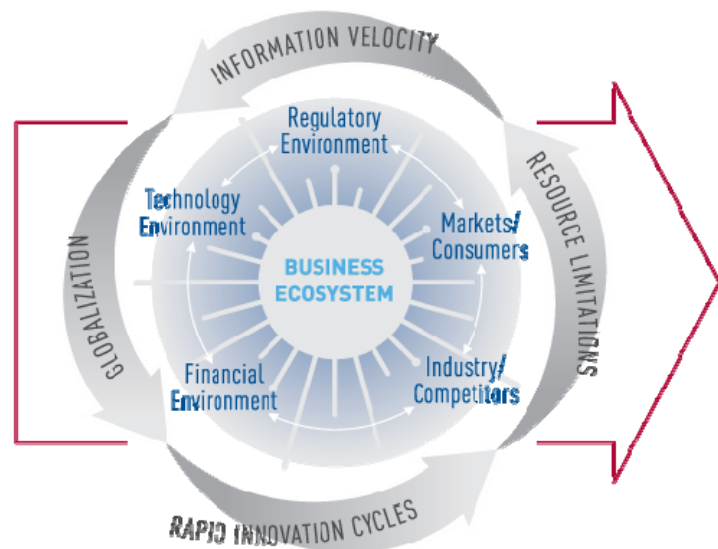 INFORMATION VELOCITY
Regulatory
Environment
Technology
Environment
Markets/
Consumers
BUSINESS
ECOSYSTEM
GLOBALIZATION
RESOURCE LIMITATIONS
Financial
Environment
Industry/
Competitors
RAPID INNOVATION CYCLES